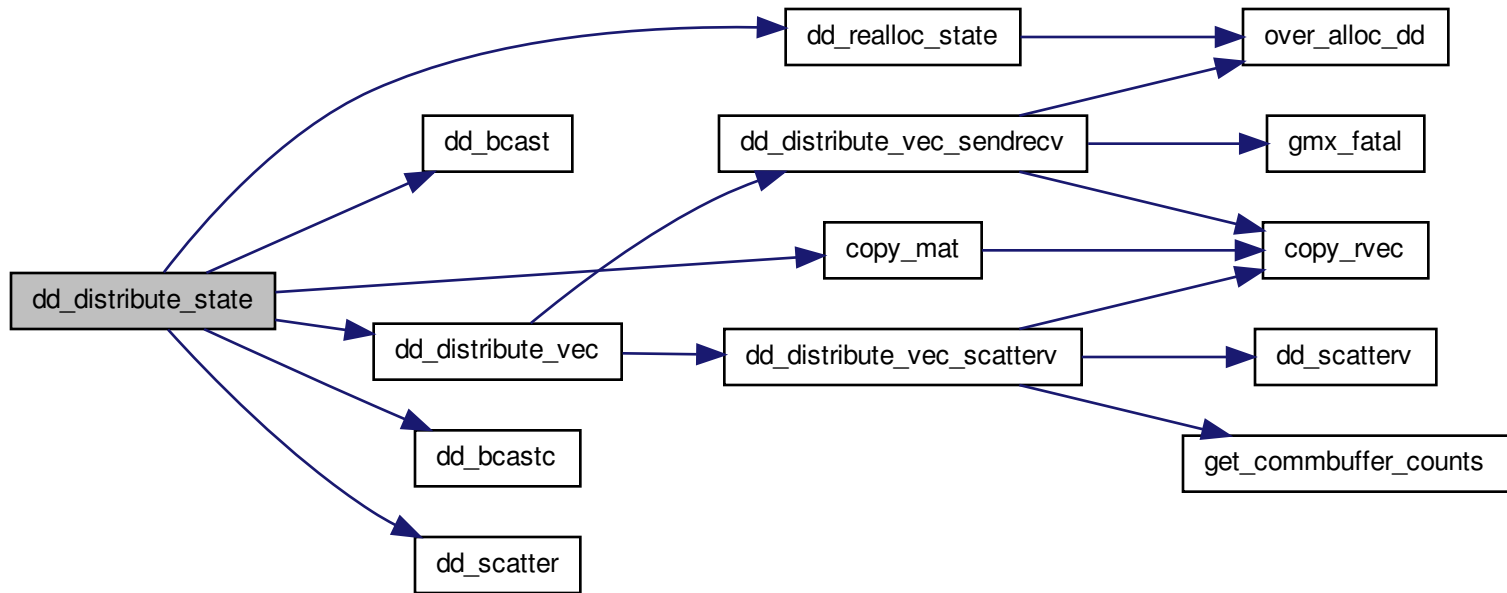 dd_realloc_state
over_alloc_dd
dd_bcast
dd_distribute_vec_sendrecv
gmx_fatal
copy_mat
copy_rvec
dd_distribute_state
dd_distribute_vec
dd_distribute_vec_scatterv
dd_scatterv
dd_bcastc
get_commbuffer_counts
dd_scatter